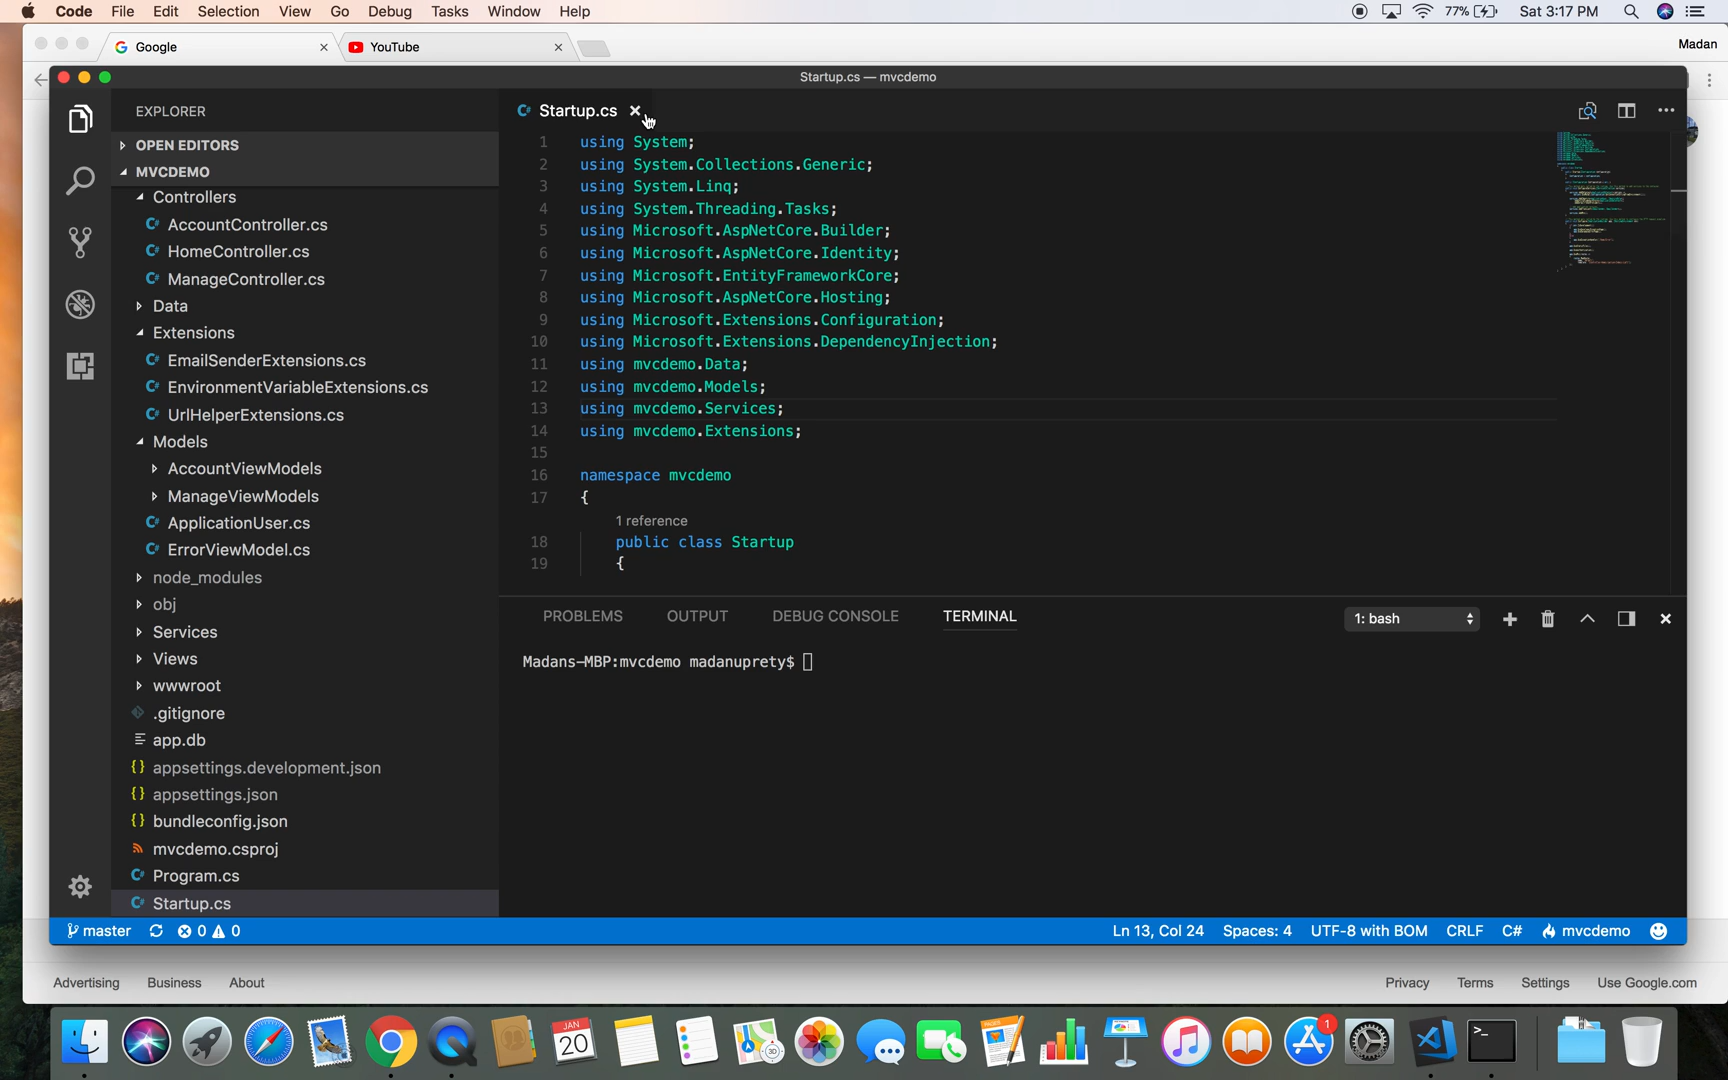 Code File Edit Selection View Go Debug Tasks Window Help 77% Sat 3:17 PM
Google YouTube Madan
Startup.cs — mvcdemo
EXPLORER
OPEN EDITORS
MVCDEMO
Controllers
AccountController.cs
HomeController.cs
ManageController.cs
Data
Extensions
EmailSenderExtensions.cs
EnvironmentVariableExtensions.cs
UrlHelperExtensions.cs
Models
AccountViewModels
ManageViewModels
ApplicationUser.cs
ErrorViewModel.cs
node_modules
obj
Services
Views
wwwroot
.gitignore
app.db
appsettings.development.json
appsettings.json
bundleconfig.json
mvcdemo.csproj
Program.cs
Startup.cs
Startup.cs
1 using System;
2 using System.Collections.Generic;
3 using System.Linq;
4 using System.Threading.Tasks;
5 using Microsoft.AspNetCore.Builder;
6 using Microsoft.AspNetCore.Identity;
7 using Microsoft.EntityFrameworkCore;
8 using Microsoft.AspNetCore.Hosting;
9 using Microsoft.Extensions.Configuration;
10 using Microsoft.Extensions.DependencyInjection;
11 using mvcdemo.Data;
12 using mvcdemo.Models;
13 using mvcdemo.Services;
14 using mvcdemo.Extensions;
15
16 namespace mvcdemo
17 {
1 reference
18 public class Startup
19 {
PROBLEMS OUTPUT DEBUG CONSOLE TERMINAL 1: bash
Madans-MBP:mvcdemo madanuprety$
master 0 0 Ln 13, Col 24 Spaces: 4 UTF-8 with BOM CRLF C# mvcdemo
Advertising Business About Privacy Terms Settings Use Google.com
JAN
20
3D
PAGES
1
>_